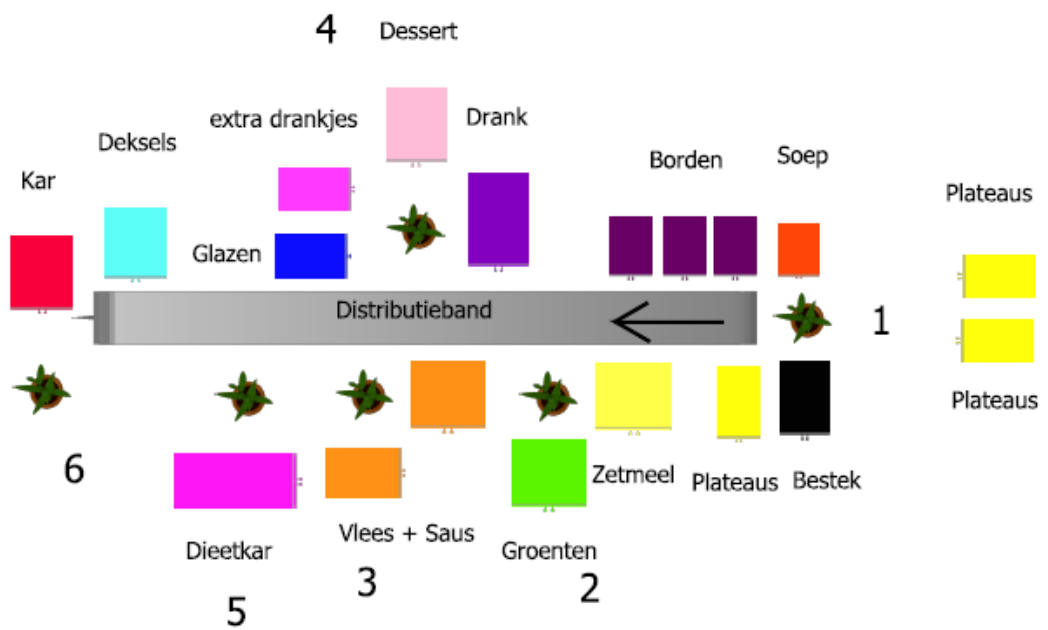 4
Dessert
extra drankjes
Drank
Deksels
Borden
Soep
Kar
Plateaus
Glazen
Distributieband
1
Plateaus
6
Zetmeel
Plateaus
Bestek
Vlees + Saus
Dieetkar
Groenten
3
2
5